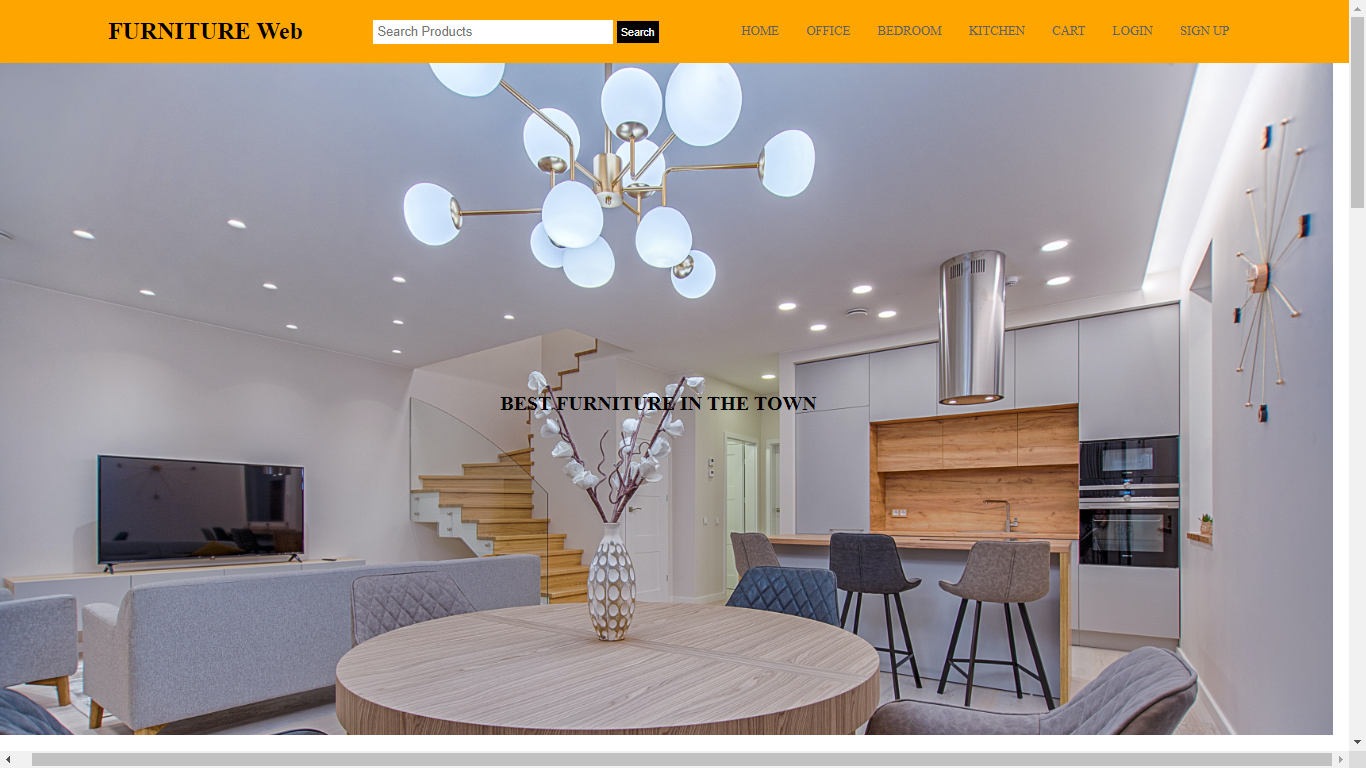 FURNITURE Web
Search Products
Search
HOME
OFFICE
BEDROOM
KITCHEN
CART
LOGIN
SIGN UP
BEST FURNITURE IN THE TOWN